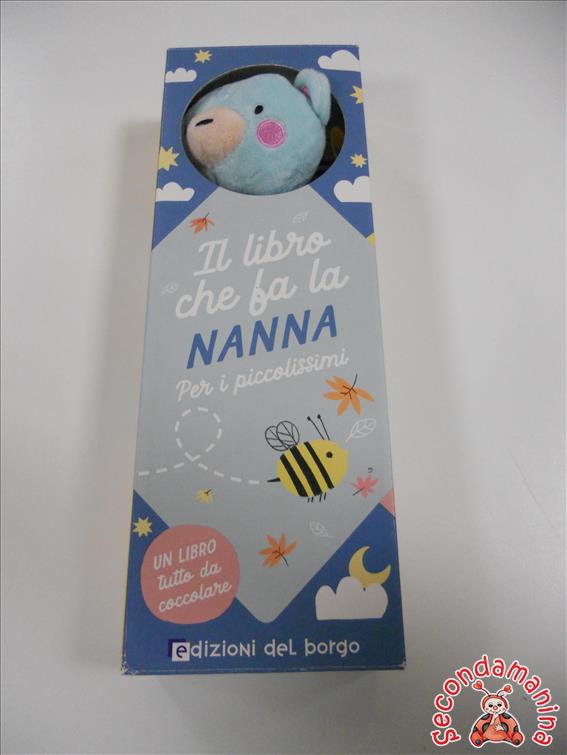 Il libro
che fa la
NANNA
Per i piccolissimi
UN LIBRO
tutto da
coccolare
edizioni del borgo
secondamanina